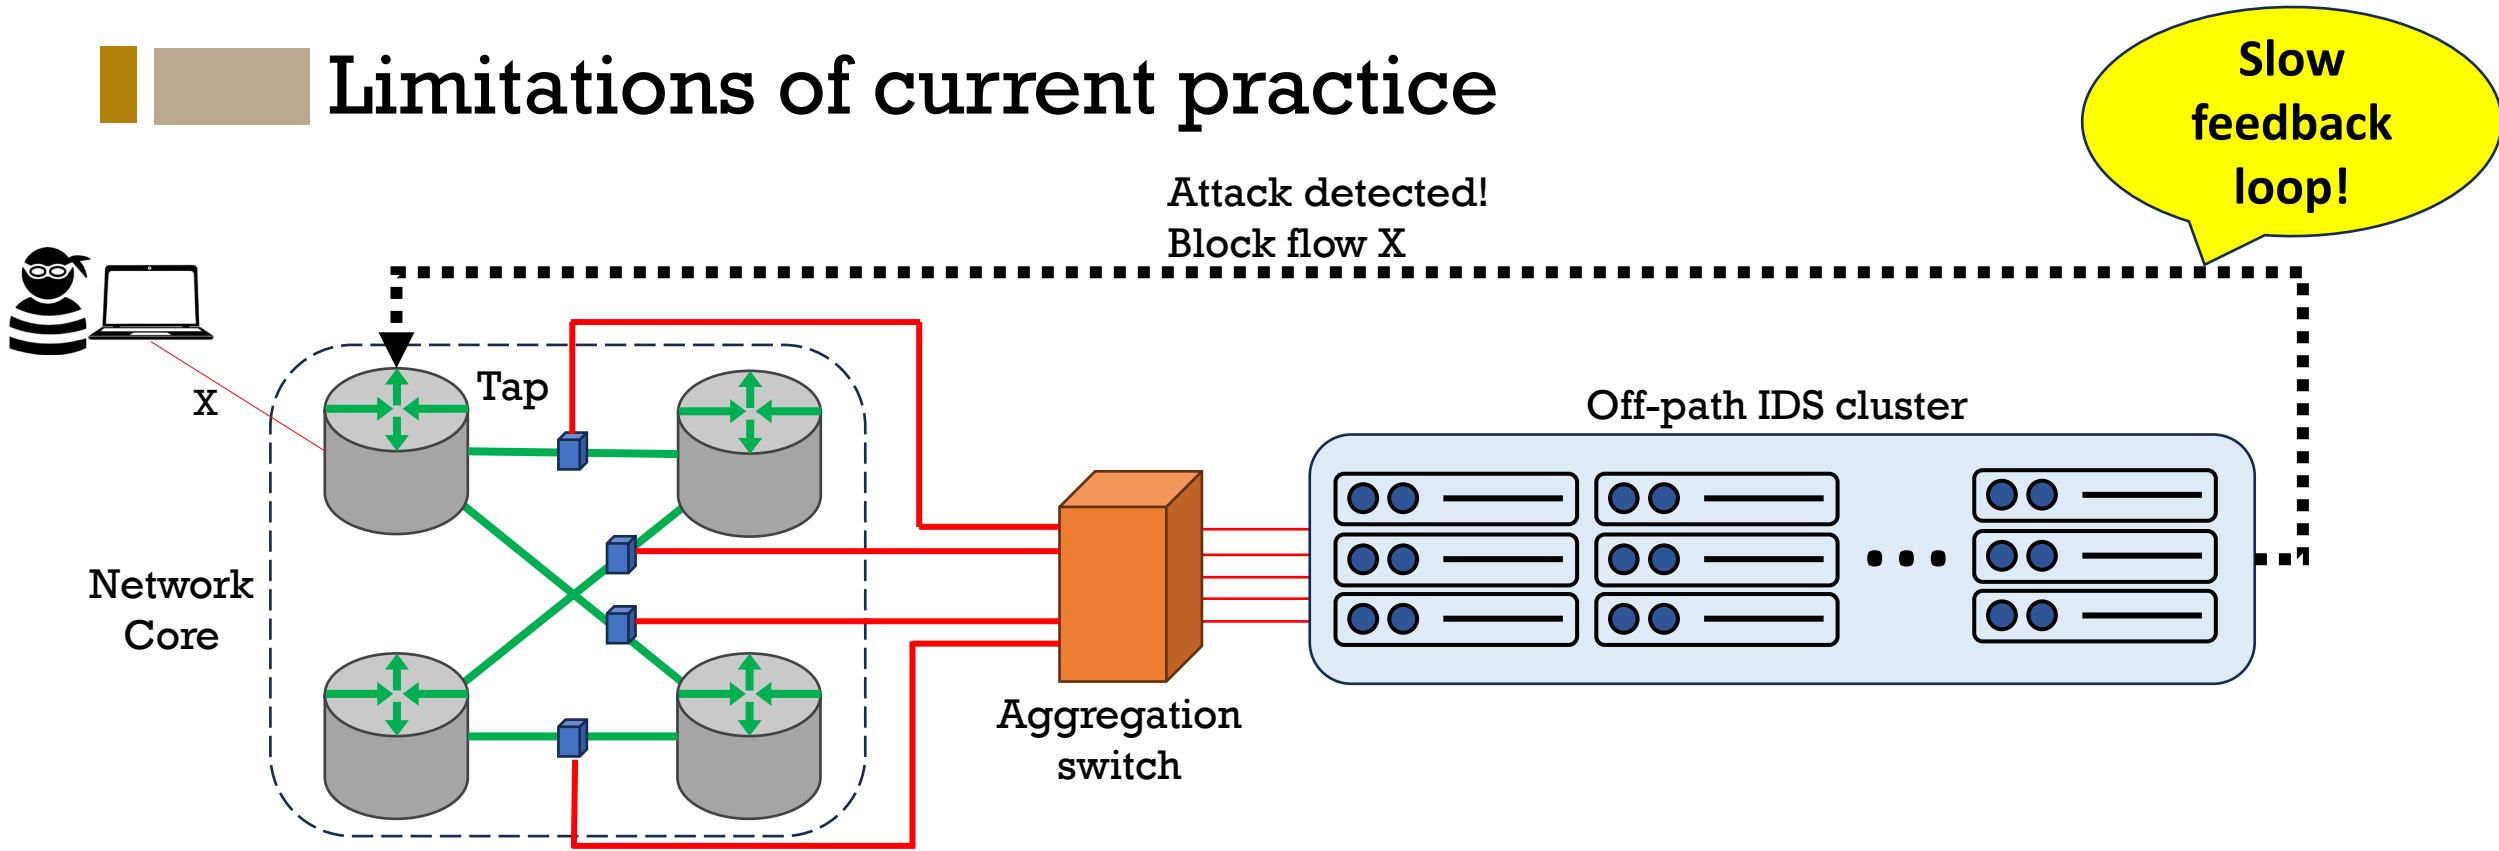 Limitations of current practice
Slow
feedback
loop!
Attack detected!
Block flow X
X
Tap
Off-path IDS cluster
Network
Core
Aggregation
switch